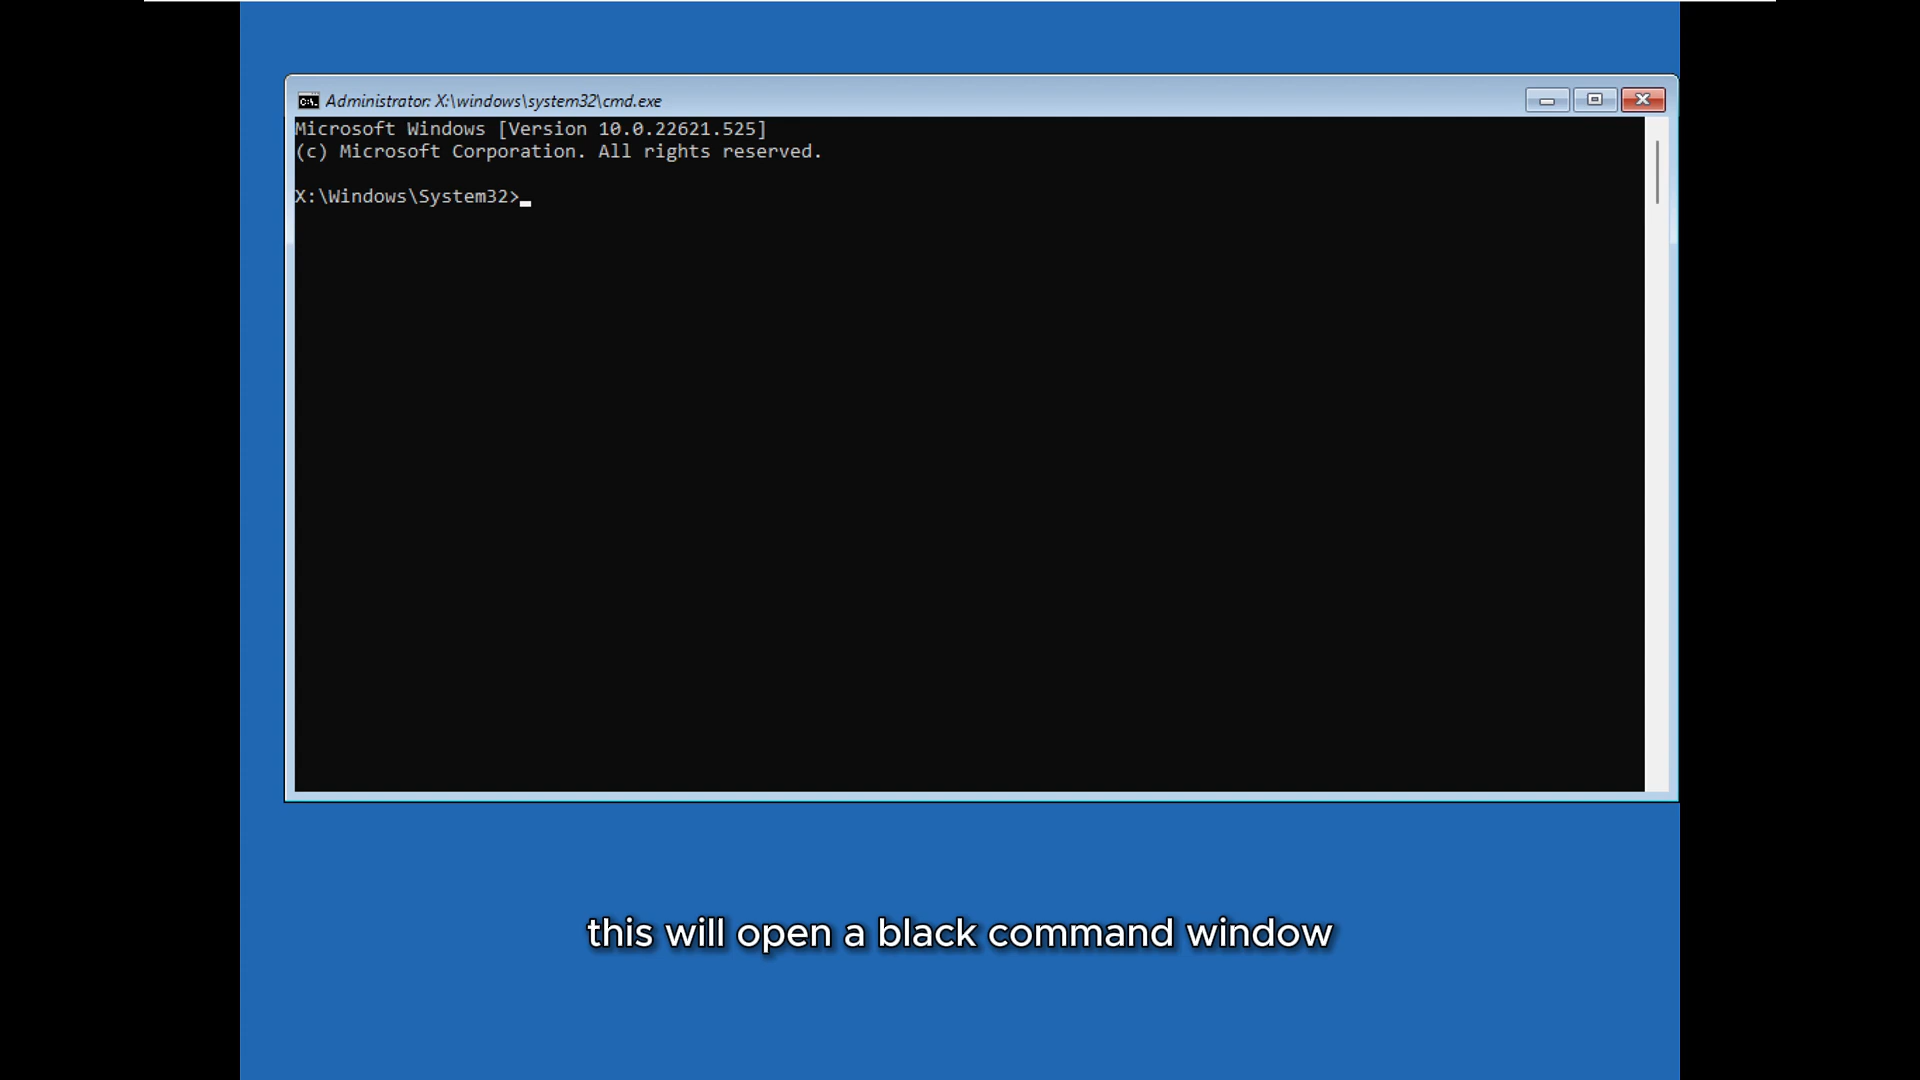 Administrator: X:\windows\system32\cmd.exe
Microsoft Windows [Version 10.0.22621.525]
(c) Microsoft Corporation. All rights reserved.
X:\Windows\System32>
this will open a black command window